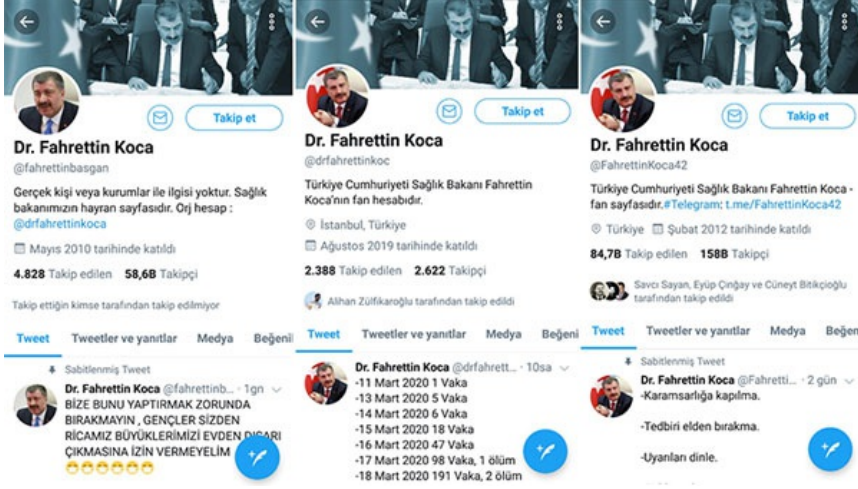 Takip et
Dr. Fahrettin Koca
@fahrettinbasgan
Gerçek kişi veya kurumlar ile ilgisi yoktur. Sağlık
bakanımızın hayran sayfasıdır. Orj hesap :
@drfahrettinkoca
Mayıs 2010 tarihinde katıldı
4.828 Takip edilen 58,6B Takipçi
Takip ettiğin kimse tarafından takip edilmiyor
Tweet Tweetler ve yanıtlar Medya Beğeni
Sabitlenmiş Tweet
Dr. Fahrettin Koca @fahrettinb... · 1gn
BİZE BUNU YAPTIRMAK ZORUNDA
BIRAKMAYIN , GENÇLER SİZDEN
RİCAMIZ BÜYÜKLERİMİZİ EVDEN DIŞARI
ÇIKMASINA İZİN VERMEYELİM
Takip et
Dr. Fahrettin Koca
@drfahrettinkoc
Türkiye Cumhuriyeti Sağlık Bakanı Fahrettin
Koca'nın fan hesabıdır.
İstanbul, Türkiye
Ağustos 2019 tarihinde katıldı
2.388 Takip edilen 2.622 Takipçi
Alihan Zülfikaroğlu tarafından takip edildi
Tweet Tweetler ve yanıtlar Medya Beğeni
Dr. Fahrettin Koca @drfahrett... · 10sa
-11 Mart 2020 1 Vaka
-13 Mart 2020 5 Vaka
-14 Mart 2020 6 Vaka
-15 Mart 2020 18 Vaka
-16 Mart 2020 47 Vaka
-17 Mart 2020 98 Vaka, 1 ölüm
-18 Mart 2020 191 Vaka, 2 ölüm
Takip et
Dr. Fahrettin Koca
@FahrettinKoca42
Türkiye Cumhuriyeti Sağlık Bakanı Fahrettin Koca -
fan sayfasıdır.#Telegram: t.me/FahrettinKoca42
Türkiye Şubat 2012 tarihinde katıldı
84,7B Takip edilen 158B Takipçi
Savcı Sayan, Eyüp Çınğay ve Cüneyt Bitikçioğlu
tarafından takip edildi
Tweet Tweetler ve yanıtlar Medya Beğen
Sabitlenmiş Tweet
Dr. Fahrettin Koca @Fahretti... · 2 gün
-Karamsarlığa kapılma.
-Tedbiri elden bırakma.
-Uyarıları dinle.